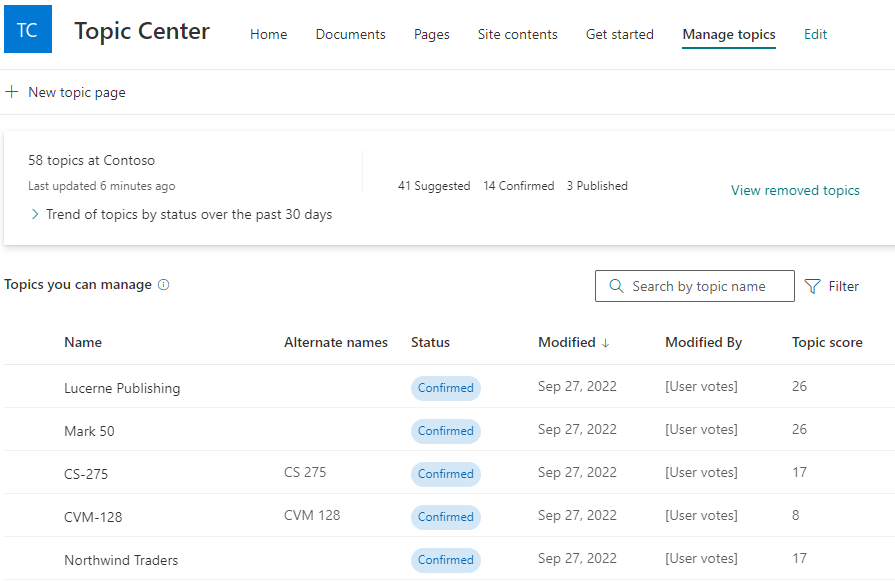 TC Topic Center Home Documents Pages Site contents Get started Manage topics Edit
New topic page
58 topics at Contoso
Last updated 6 minutes ago 41 Suggested 14 Confirmed 3 Published View removed topics
Trend of topics by status over the past 30 days
Topics you can manage Search by topic name Filter
Name Alternate names Status Modified ↓ Modified By Topic score
Lucerne Publishing Confirmed Sep 27, 2022 [User votes] 26
Mark 50 Confirmed Sep 27, 2022 [User votes] 26
CS-275 CS 275 Confirmed Sep 27, 2022 [User votes] 17
CVM-128 CVM 128 Confirmed Sep 27, 2022 [User votes] 8
Northwind Traders Confirmed Sep 27, 2022 [User votes] 17